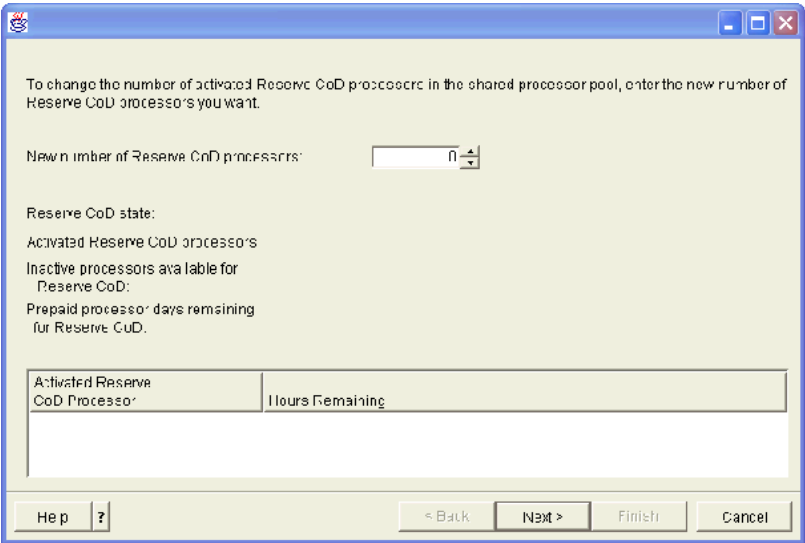 To change the number of activated Reserve CoD processors in the shared processor pool, enter the new number of
Reserve CoD processors you want.
New number of Reserve CoD processors:
0
Reserve CoD state:
Activated Reserve CoD processors
Inactive processors available for
Reserve CoD:
Prepaid processor days remaining
for Reserve CoD:
Activated Reserve
CoD Processor
Hours Remaining
Help
?
< Back
Next >
Finish
Cancel